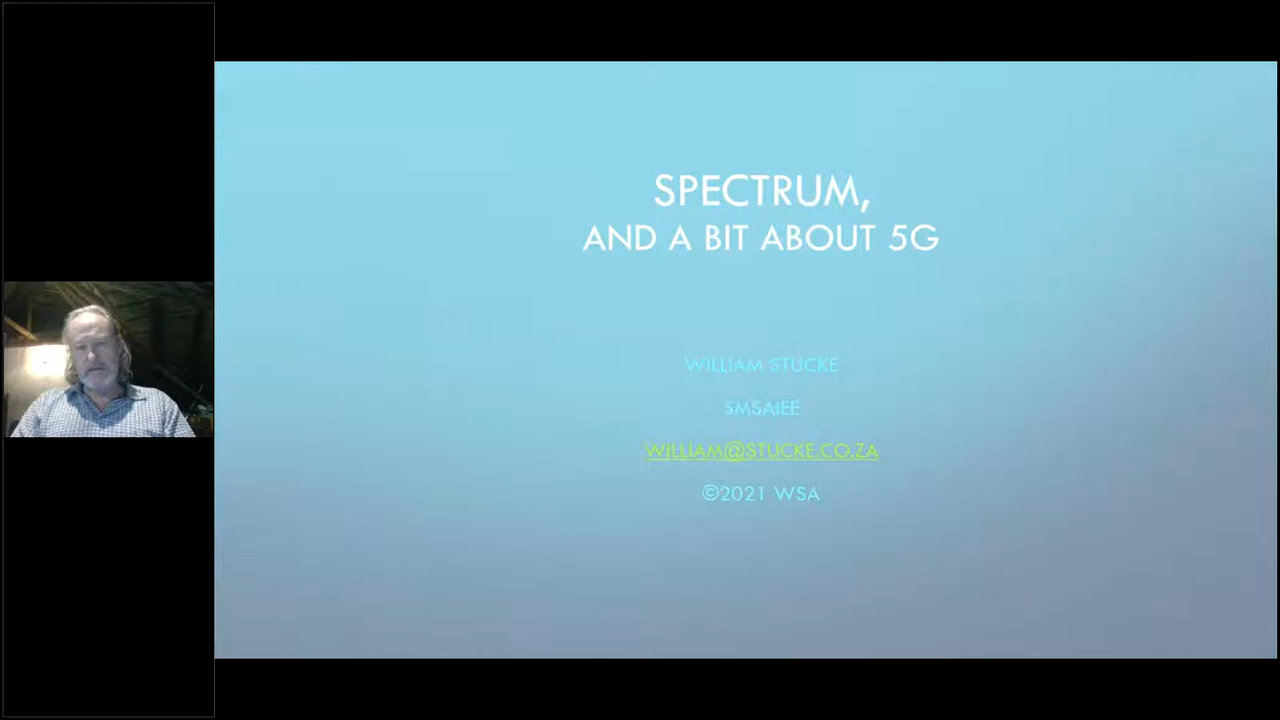 SPECTRUM,
AND A BIT ABOUT 5G
WILLIAM STUCKE
SMSAIEE
WILLIAM@STUCKE.CO.ZA
©2021 WSA